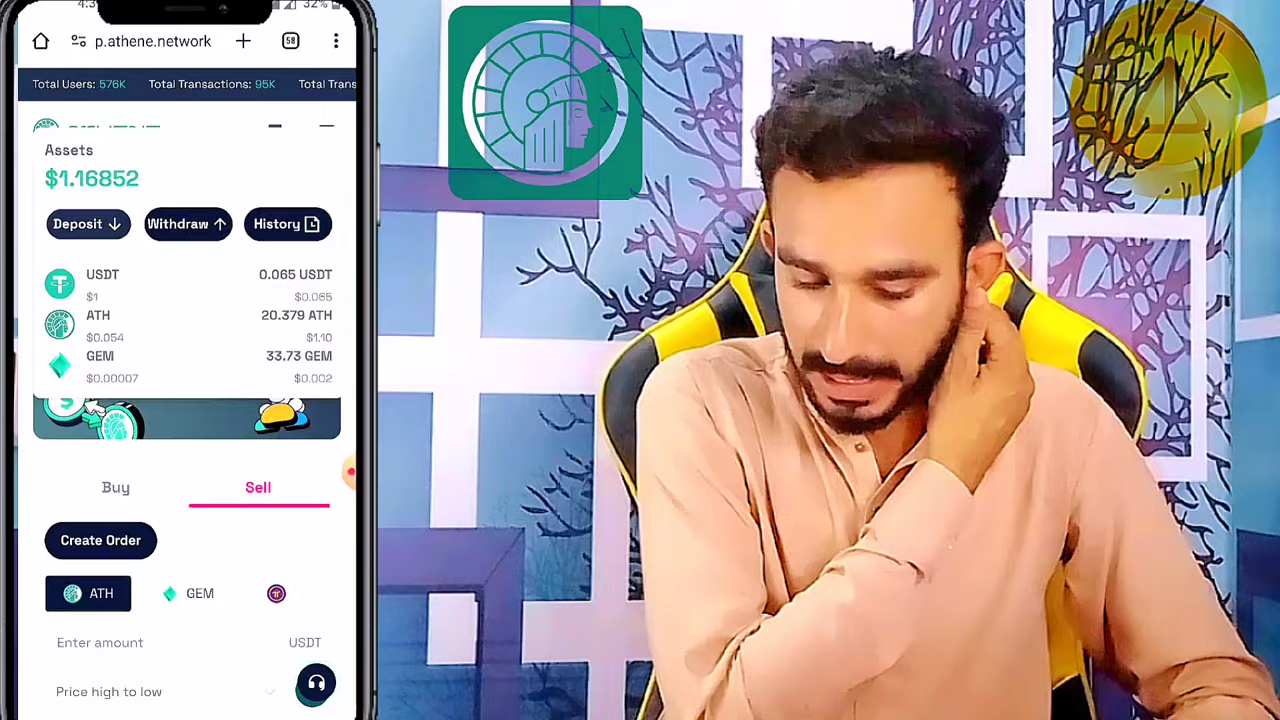 32%
58
p.athene.network
Total Users: 576K Total Transactions: 95K Total Trans
Assets
$1.16852
Deposit Withdraw History
USDT 0.065 USDT
$1 $0.065
ATH 20.379 ATH
$0.054 $1.10
GEM 33.73 GEM
$0.00007 $0.002
Buy Sell
Create Order
ATH GEM
Enter amount USDT
Price high to low